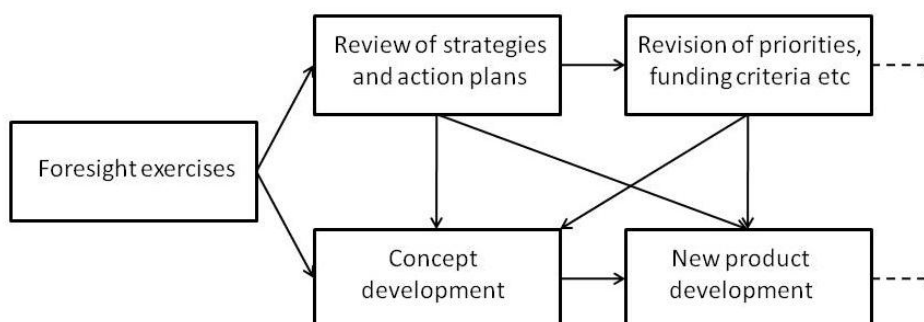 Review of strategies
and action plans
Revision of priorities,
funding criteria etc
Foresight exercises
Concept
development
New product
development